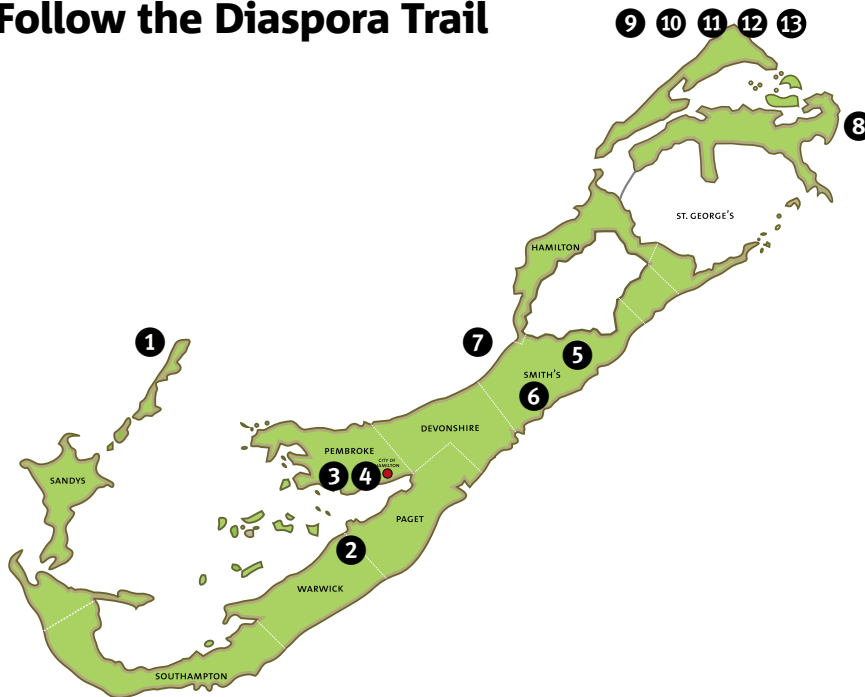 Follow the Diaspora Trail
9 10 11 12 13
8
ST. GEORGE'S
HAMILTON
1
7
5
SMITH'S
6
DEVONSHIRE
PEMBROKE
CITY OF
HAMILTON
3 4
SANDYS
PAGET
2
WARWICK
SOUTHAMPTON